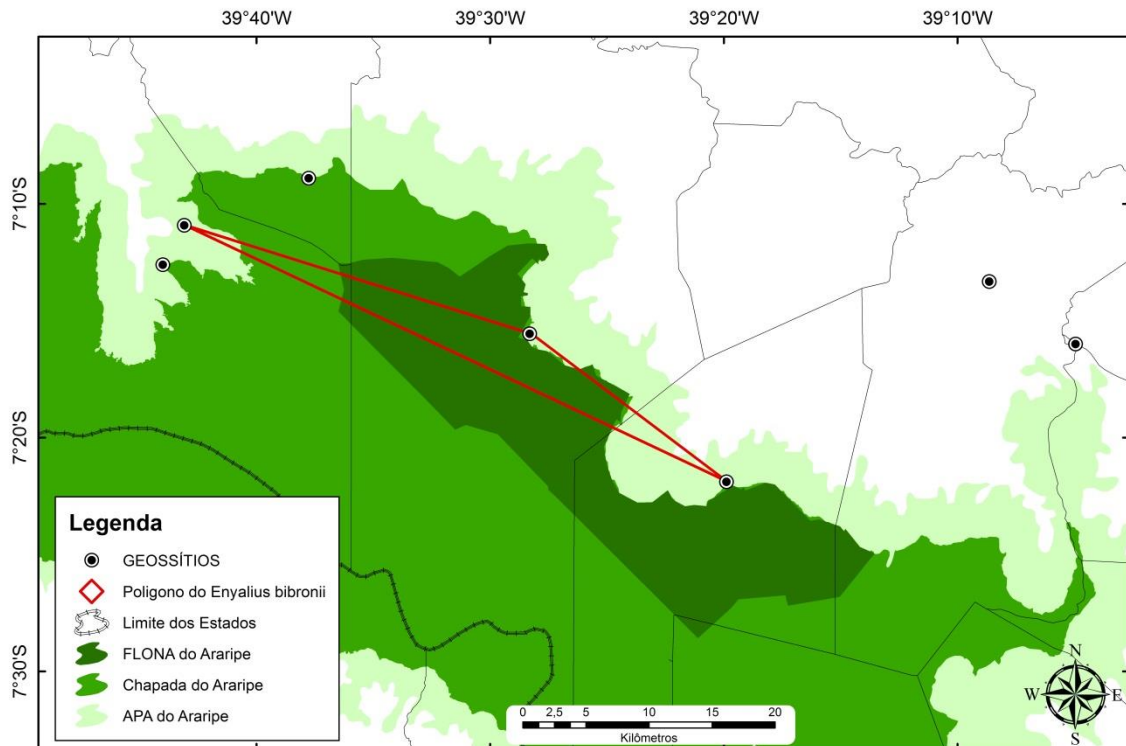 39°40'W 39°30'W 39°20'W 39°10'W
7°10'S
7°20'S
7°30'S
Legenda
GEOSSÍTIOS
Poligono do Enyalius bibronii
Limite dos Estados
FLONA do Araripe
Chapada do Araripe
APA do Araripe
0 2,5 5 10 15 20
Kilômetros
N
W E
S